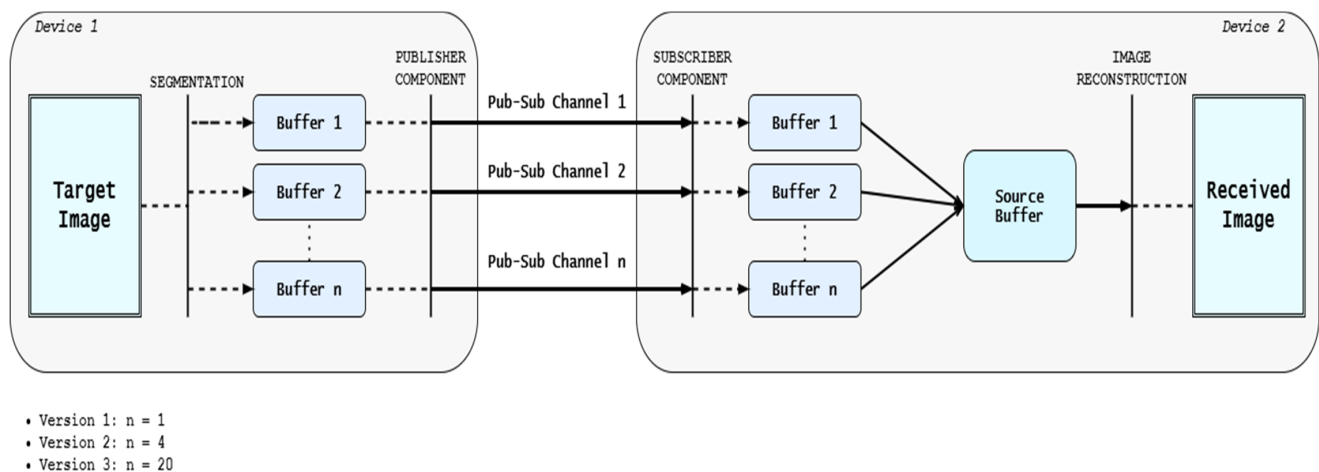 Device 1
Device 2
PUBLISHER
COMPONENT
SUBSCRIBER
COMPONENT
IMAGE
RECONSTRUCTION
SEGMENTATION
Pub-Sub Channel 1
Buffer 1
Buffer 1
Pub-Sub Channel 2
Target
Image
Buffer 2
Buffer 2
Source
Buffer
Received
Image
Pub-Sub Channel n
Buffer n
Buffer n
• Version 1: n = 1
• Version 2: n = 4
• Version 3: n = 20